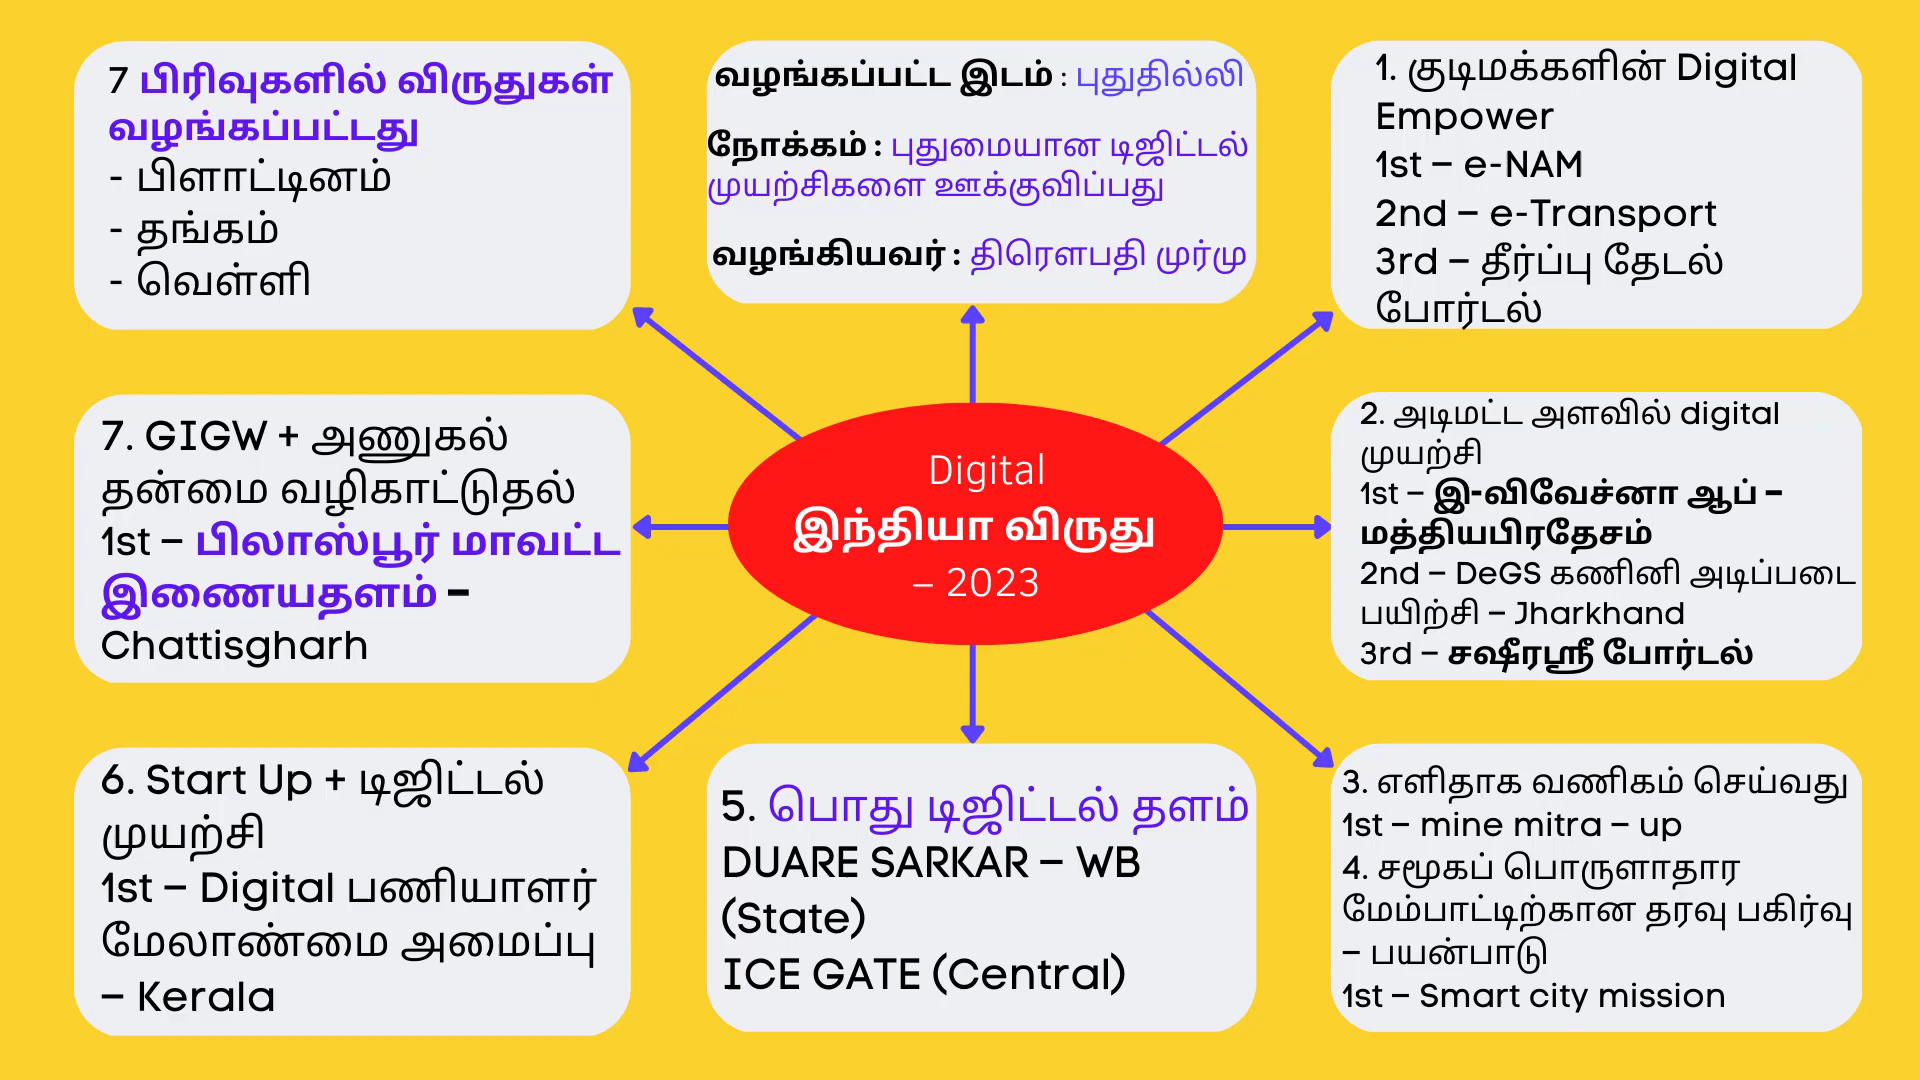 7 பிரிவுகளில் விருதுகள்
வழங்கப்பட்டது
- பிளாட்டினம்
- தங்கம்
- வெள்ளி
வழங்கப்பட்ட இடம் : புதுதில்லி
நோக்கம் : புதுமையான டிஜிட்டல்
முயற்சிகளை ஊக்குவிப்பது
வழங்கியவர் : திரௌபதி முர்மு
1. குடிமக்களின் Digital
Empower
1st – e-NAM
2nd – e-Transport
3rd – தீர்ப்பு தேடல்
போர்டல்
7. GIGW + அணுகல்
தன்மை வழிகாட்டுதல்
1st – பிலாஸ்பூர் மாவட்ட
இணையதளம் –
Chattisgharh
Digital
இந்தியா விருது
– 2023
2. அடிமட்ட அளவில் digital
முயற்சி
1st – இ-விவேச்னா ஆப் –
மத்தியபிரதேசம்
2nd – DeGS கணினி அடிப்படை
பயிற்சி – Jharkhand
3rd – சஷீரஸ்ரீ போர்டல்
6. Start Up + டிஜிட்டல்
முயற்சி
1st – Digital பணியாளர்
மேலாண்மை அமைப்பு
– Kerala
5. பொது டிஜிட்டல் தளம்
DUARE SARKAR – WB
(State)
ICE GATE (Central)
3. எளிதாக வணிகம் செய்வது
1st – mine mitra – up
4. சமூகப் பொருளாதார
மேம்பாட்டிற்கான தரவு பகிர்வு
– பயன்பாடு
1st – Smart city mission